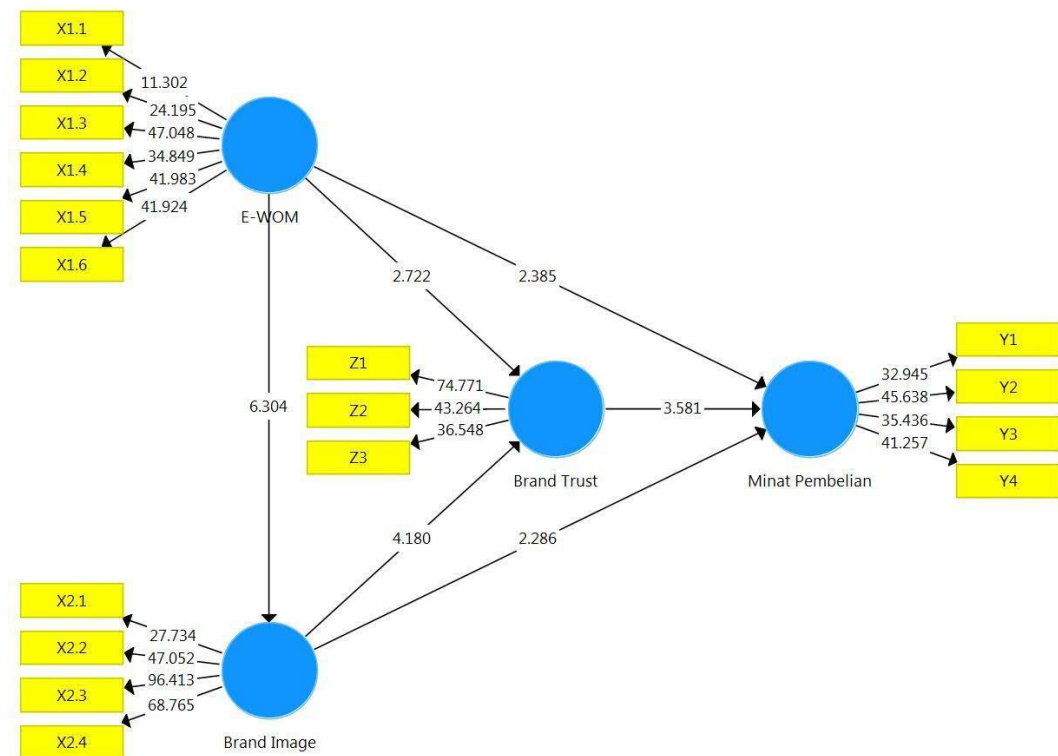 X1.1
X1.2
X1.3
X1.4
X1.5
X1.6
11.302
24.195
47.048
34.849
41.983
41.924
E-WOM
2.722
2.385
6.304
Z1
Z2
Z3
74.771
43.264
36.548
Brand Trust
3.581
Minat Pembelian
32.945
45.638
35.436
41.257
Y1
Y2
Y3
Y4
4.180
2.286
X2.1
X2.2
X2.3
X2.4
27.734
47.052
96.413
68.765
Brand Image